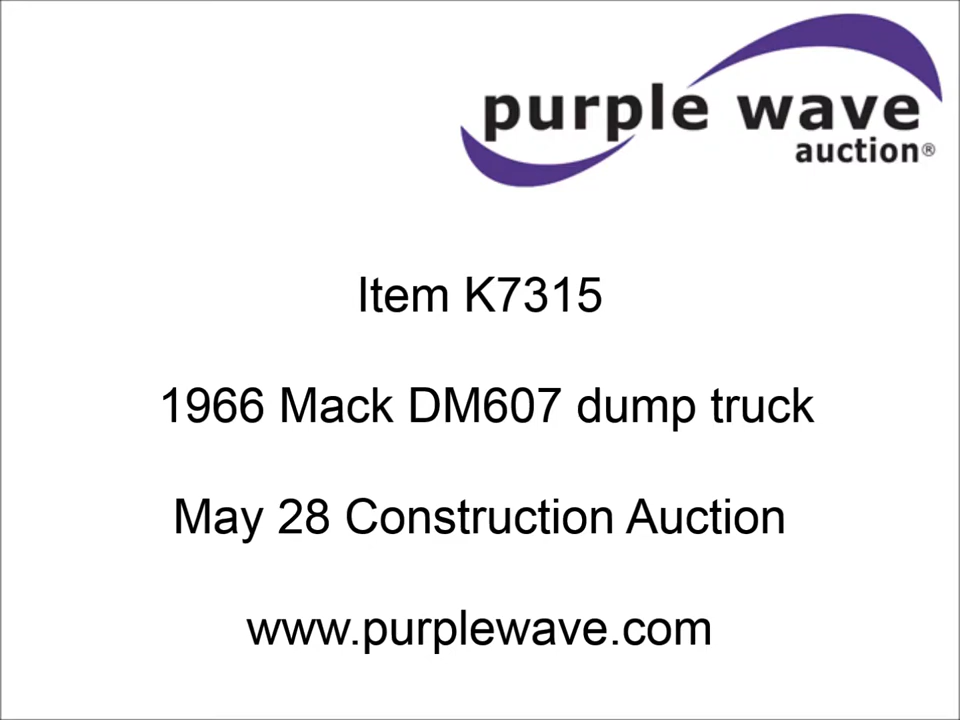 purple wave
auction®
Item K7315
1966 Mack DM607 dump truck
May 28 Construction Auction
www.purplewave.com